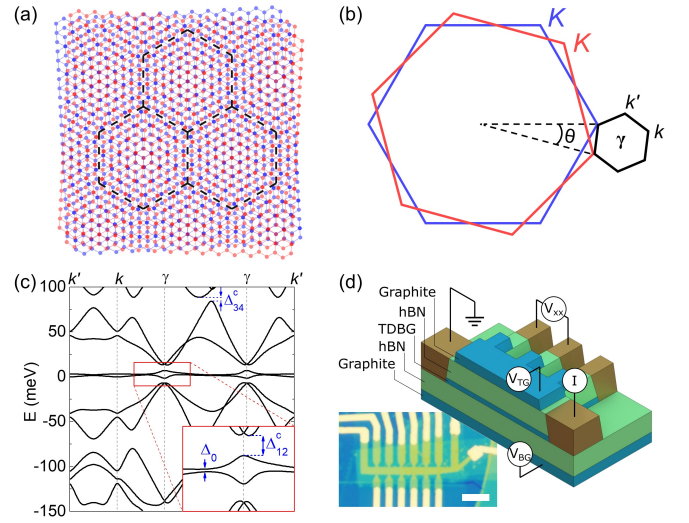 (a)
(b)
K
K
k'
k
γ
θ
(c)
k' k γ γ k'
100
50
0
-50
-100
-150
E (meV)
Δ₃₄ᶜ
Δ₀
Δ₁₂ᶜ
(d)
Graphite
hBN
TDBG
hBN
Graphite
Vxx
VTG
I
VBG